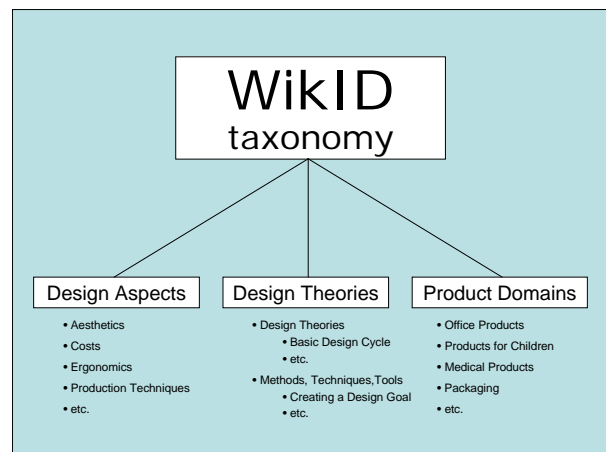 WikID
taxonomy
Design Aspects
• Aesthetics
• Costs
• Ergonomics
• Production Techniques
• etc.
Design Theories
• Design Theories
• Basic Design Cycle
• etc.
• Methods, Techniques,Tools
• Creating a Design Goal
• etc.
Product Domains
• Office Products
• Products for Children
• Medical Products
• Packaging
• etc.